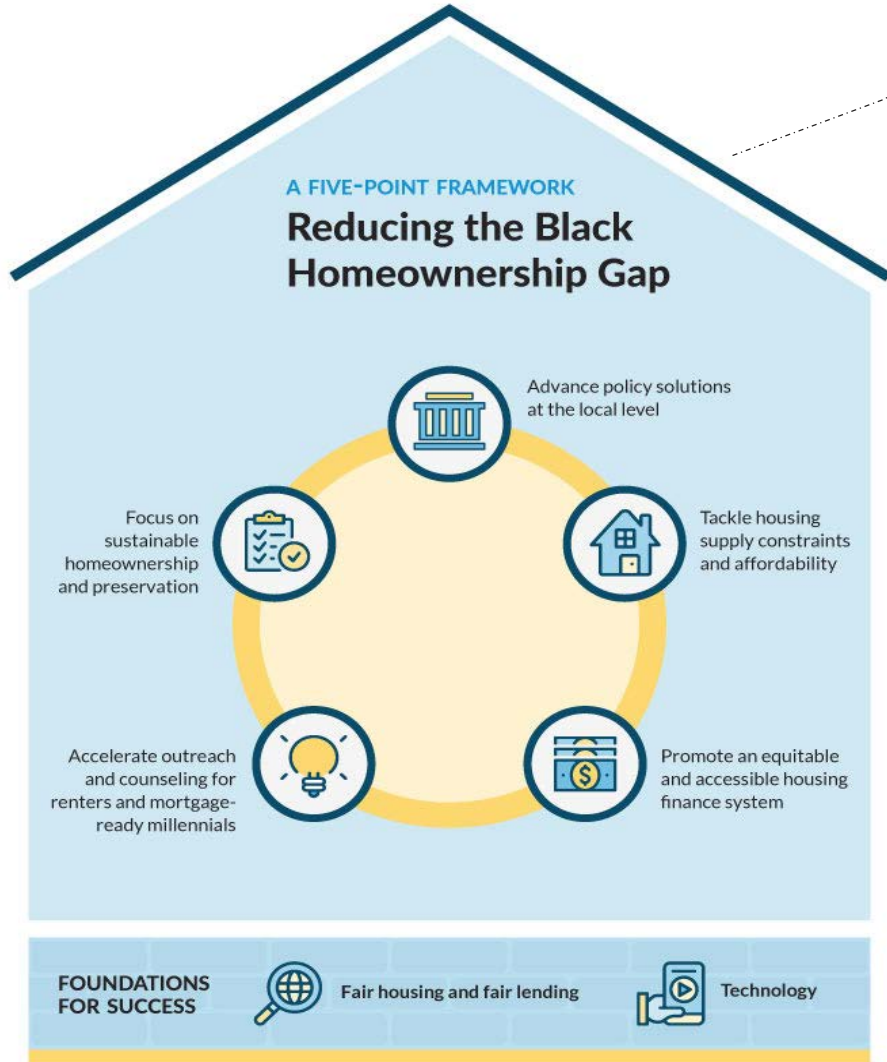 A FIVE-POINT FRAMEWORK
Reducing the Black
Homeownership Gap
Advance policy solutions
at the local level
Tackle housing
supply constraints
and affordability
Promote an equitable
and accessible housing
finance system
Accelerate outreach
and counseling for
renters and mortgage-
ready millennials
Focus on
sustainable
homeownership
and preservation
FOUNDATIONS
FOR SUCCESS
Fair housing and fair lending
Technology